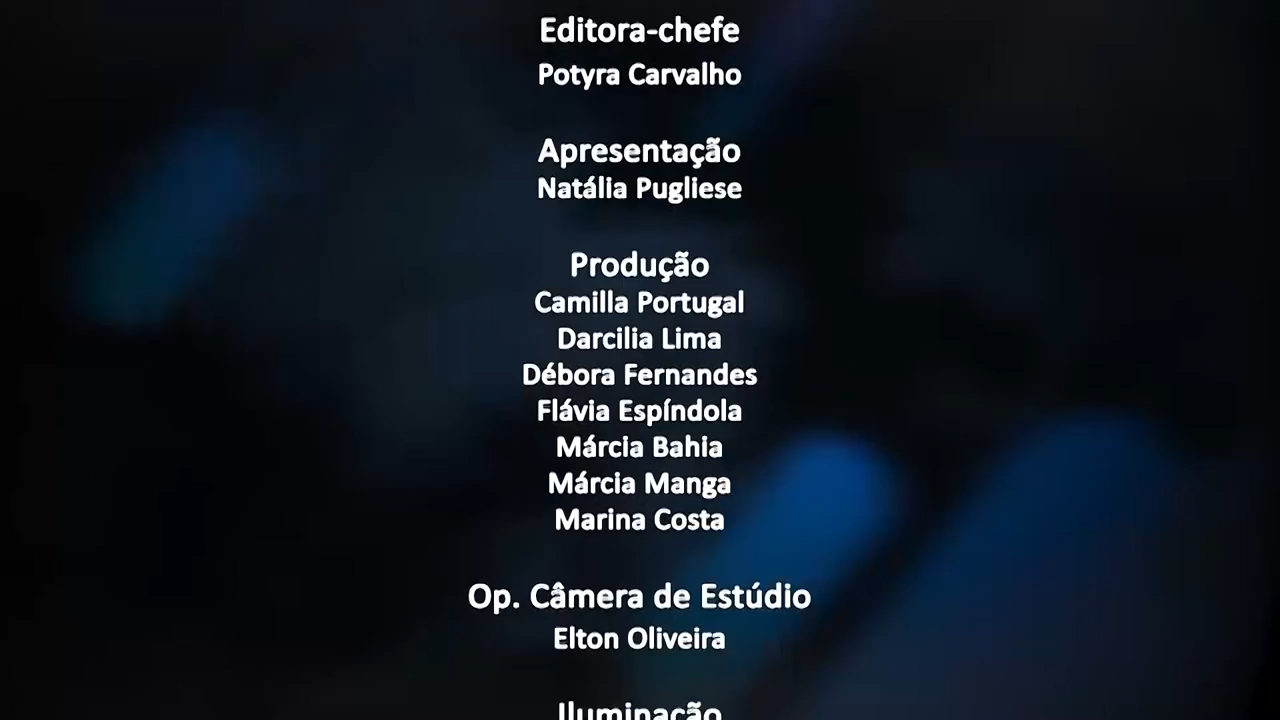 Editora-chefe
Potyra Carvalho
Apresentação
Natália Pugliese
Produção
Camilla Portugal
Darcilia Lima
Débora Fernandes
Flávia Espíndola
Márcia Bahia
Márcia Manga
Marina Costa
Op. Câmera de Estúdio
Elton Oliveira
Iluminação